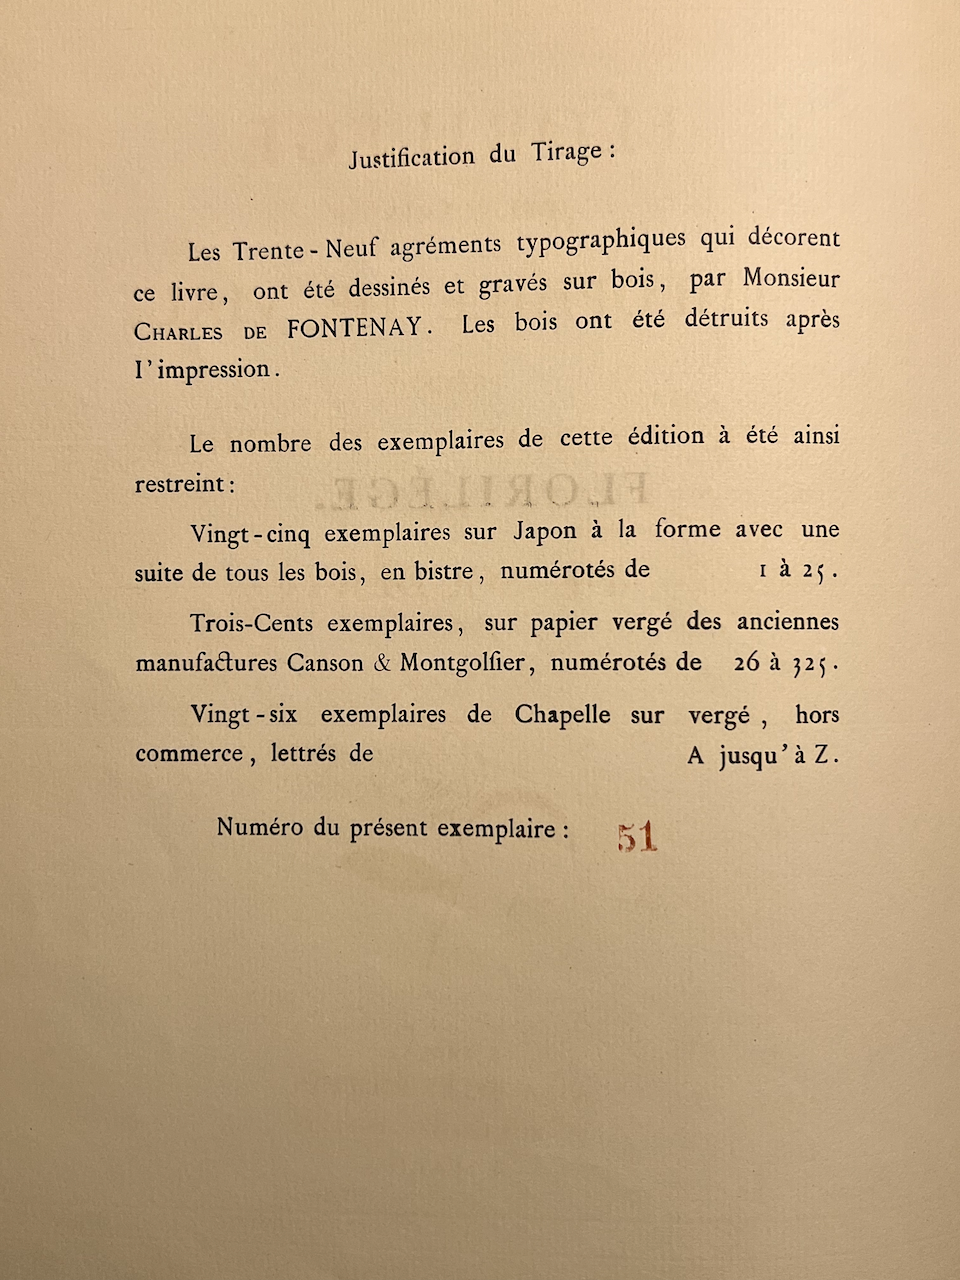 Justification du Tirage :
Les Trente-Neuf agréments typographiques qui décorent
ce livre, ont été dessinés et gravés sur bois, par Monsieur
CHARLES DE FONTENAY. Les bois ont été détruits après
l'impression.
Le nombre des exemplaires de cette édition à été ainsi
restreint :
FLORILÈGE.
Vingt-cinq exemplaires sur Japon à la forme avec une
suite de tous les bois, en bistre, numérotés de 1 à 25.
Trois-Cents exemplaires, sur papier vergé des anciennes
manufactures Canson & Montgolfier, numérotés de 26 à 325.
Vingt-six exemplaires de Chapelle sur vergé, hors
commerce, lettrés de A jusqu'à Z.
Numéro du présent exemplaire : 51